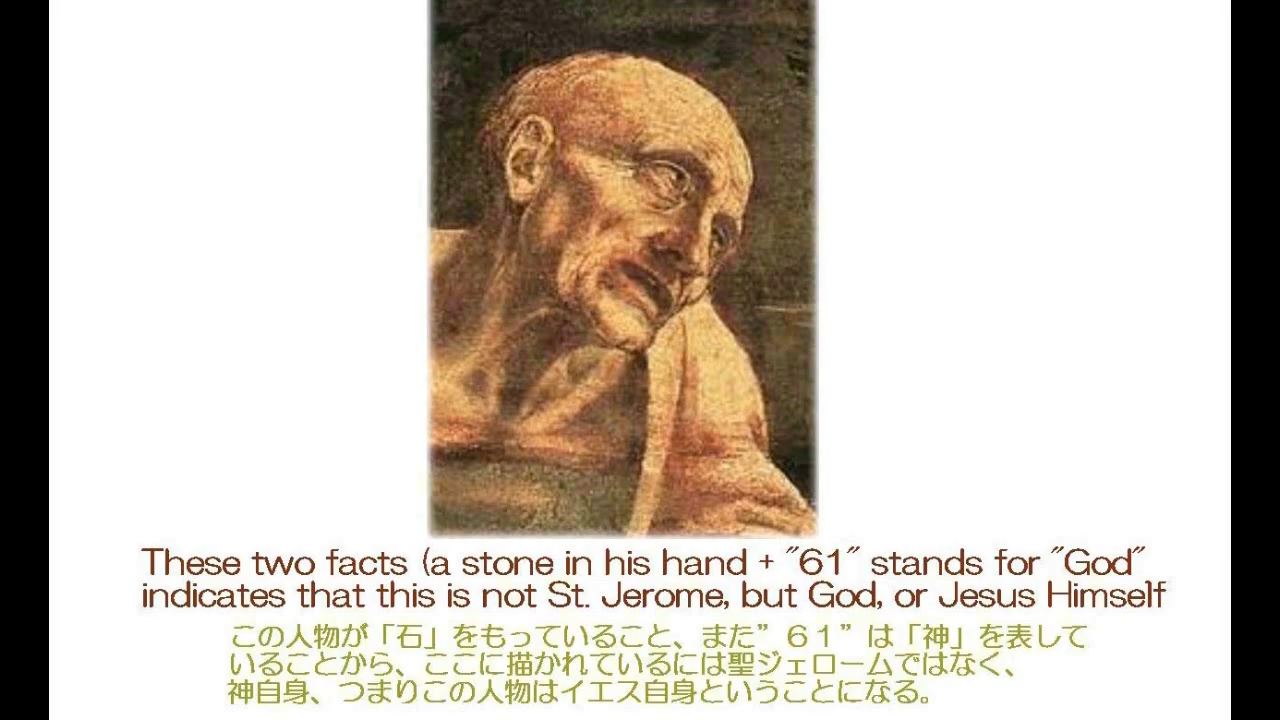 These two facts (a stone in his hand + "61" stands for "God"
indicates that this is not St. Jerome, but God, or Jesus Himself
この人物が「石」をもっていること、また”６１”は「神」を表して
いることから、ここに描かれているには聖ジェロームではなく、
神自身、つまりこの人物はイエス自身ということになる。